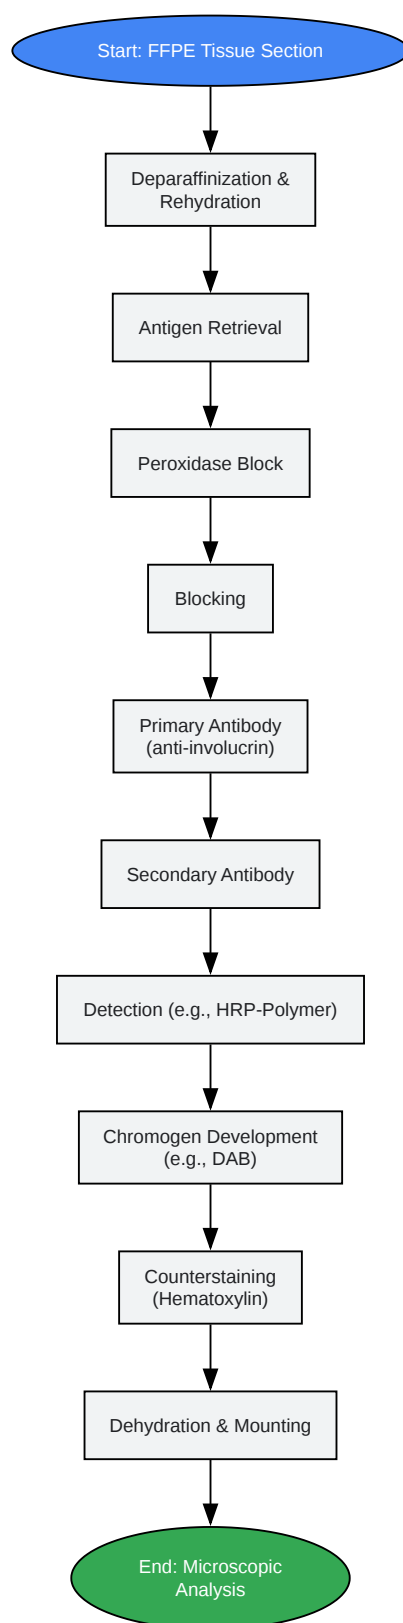 Start: FFPE Tissue Section
Deparaffinization &
Rehydration
Antigen Retrieval
Peroxidase Block
Blocking
Primary Antibody
(anti-involucrin)
Secondary Antibody
Detection (e.g., HRP-Polymer)
Chromogen Development
(e.g., DAB)
Counterstaining
(Hematoxylin)
Dehydration & Mounting
End: Microscopic
Analysis